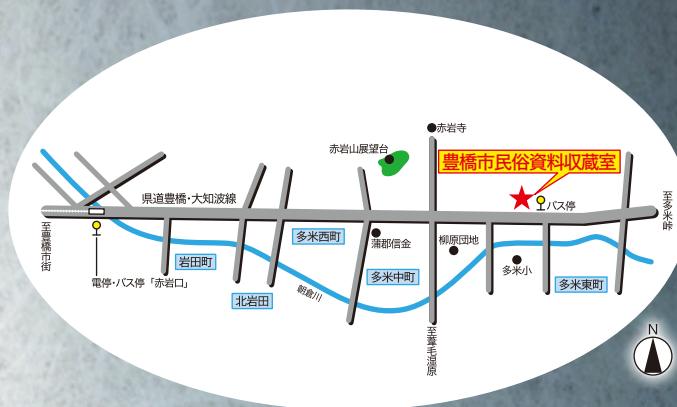 赤岩寺
赤岩山展望台
豊橋市民俗資料収蔵室
県道豊橋・大知波線
バス停
至多米峠
至豊橋市街
多米西町
蒲郡信金
柳原団地
岩田町
多米中町
多米小
電停・バス停「赤岩口」
北岩田
朝倉川
多米東町
至葦毛湿原
N